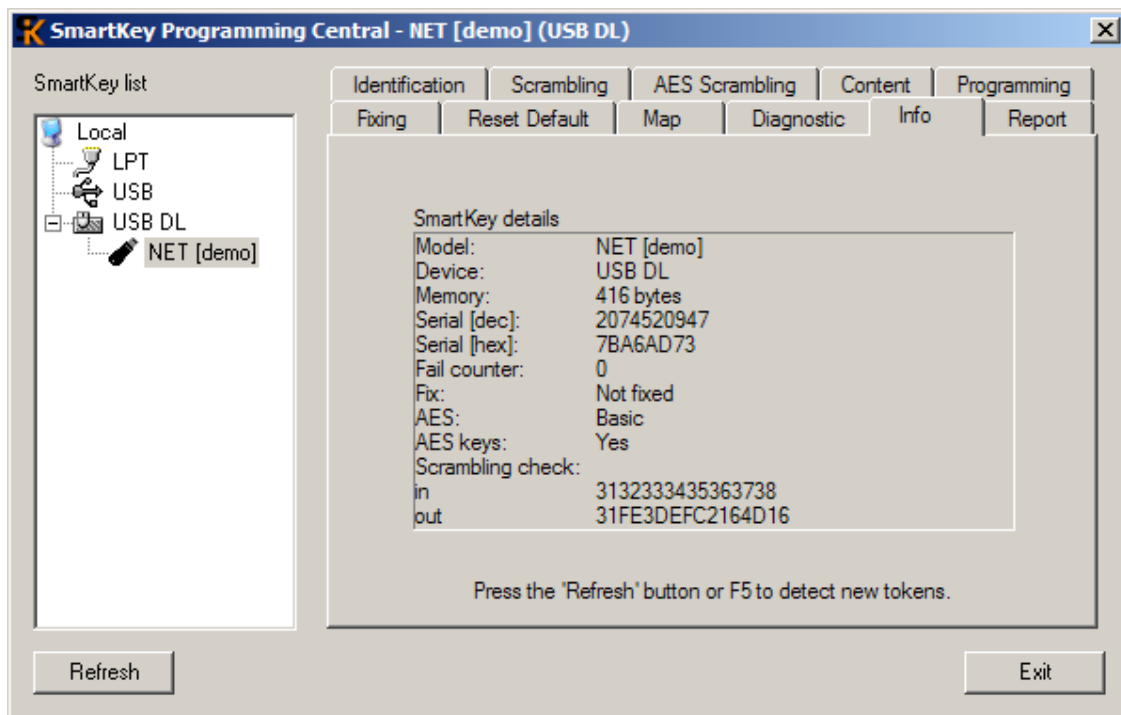 SmartKey Programming Central - NET [demo] (USB DL)
SmartKey list
Local
LPT
USB
USB DL
NET [demo]
Identification Scrambling AES Scrambling Content Programming
Fixing Reset Default Map Diagnostic Info Report
SmartKey details
Model: NET [demo]
Device: USB DL
Memory: 416 bytes
Serial [dec]: 2074520947
Serial [hex]: 7BA6AD73
Fail counter: 0
Fix: Not fixed
AES: Basic
AES keys: Yes
Scrambling check:
in 3132333435363738
out 31FE3DEFC2164D16
Press the "Refresh" button or F5 to detect new tokens.
Refresh Exit